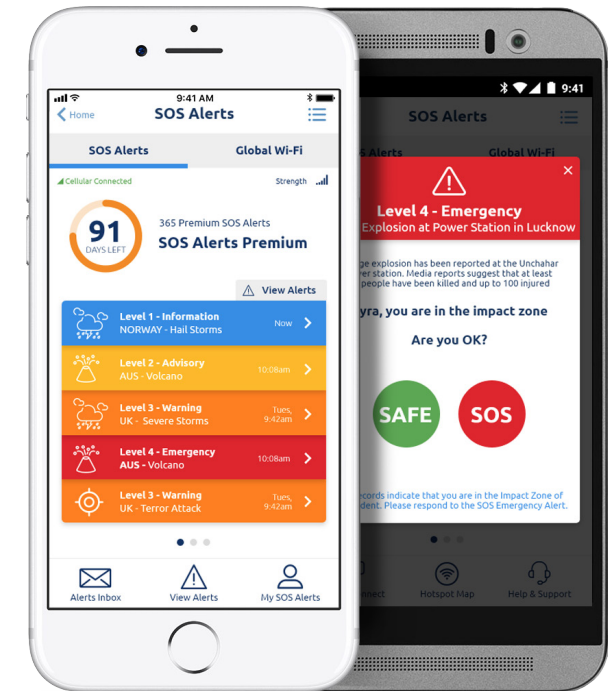 9:41 AM
Home
SOS Alerts
SOS Alerts
Global Wi-Fi
Cellular Connected
Strength
91
DAYS LEFT
365 Premium SOS Alerts
SOS Alerts Premium
View Alerts
Level 1 - Information
NORWAY - Hail Storms
Now
Level 2 - Advisory
AUS - Volcano
10:08am
Level 3 - Warning
UK - Severe Storms
Tues,
9:42am
Level 4 - Emergency
AUS - Volcano
10:08am
Level 3 - Warning
UK - Terror Attack
Tues,
9:42am
Alerts Inbox
View Alerts
My SOS Alerts
9:41
SOS Alerts
Alerts
Global Wi-Fi
Level 4 - Emergency
Explosion at Power Station in Lucknow
explosion has been reported at the Unchahar
station. Media reports suggest that at least
people have been killed and up to 100 injured
you are in the impact zone
Are you OK?
SAFE
SOS
indicate that you are in the Impact Zone of
Please respond to the SOS Emergency Alert.
Hotspot Map
Help & Support